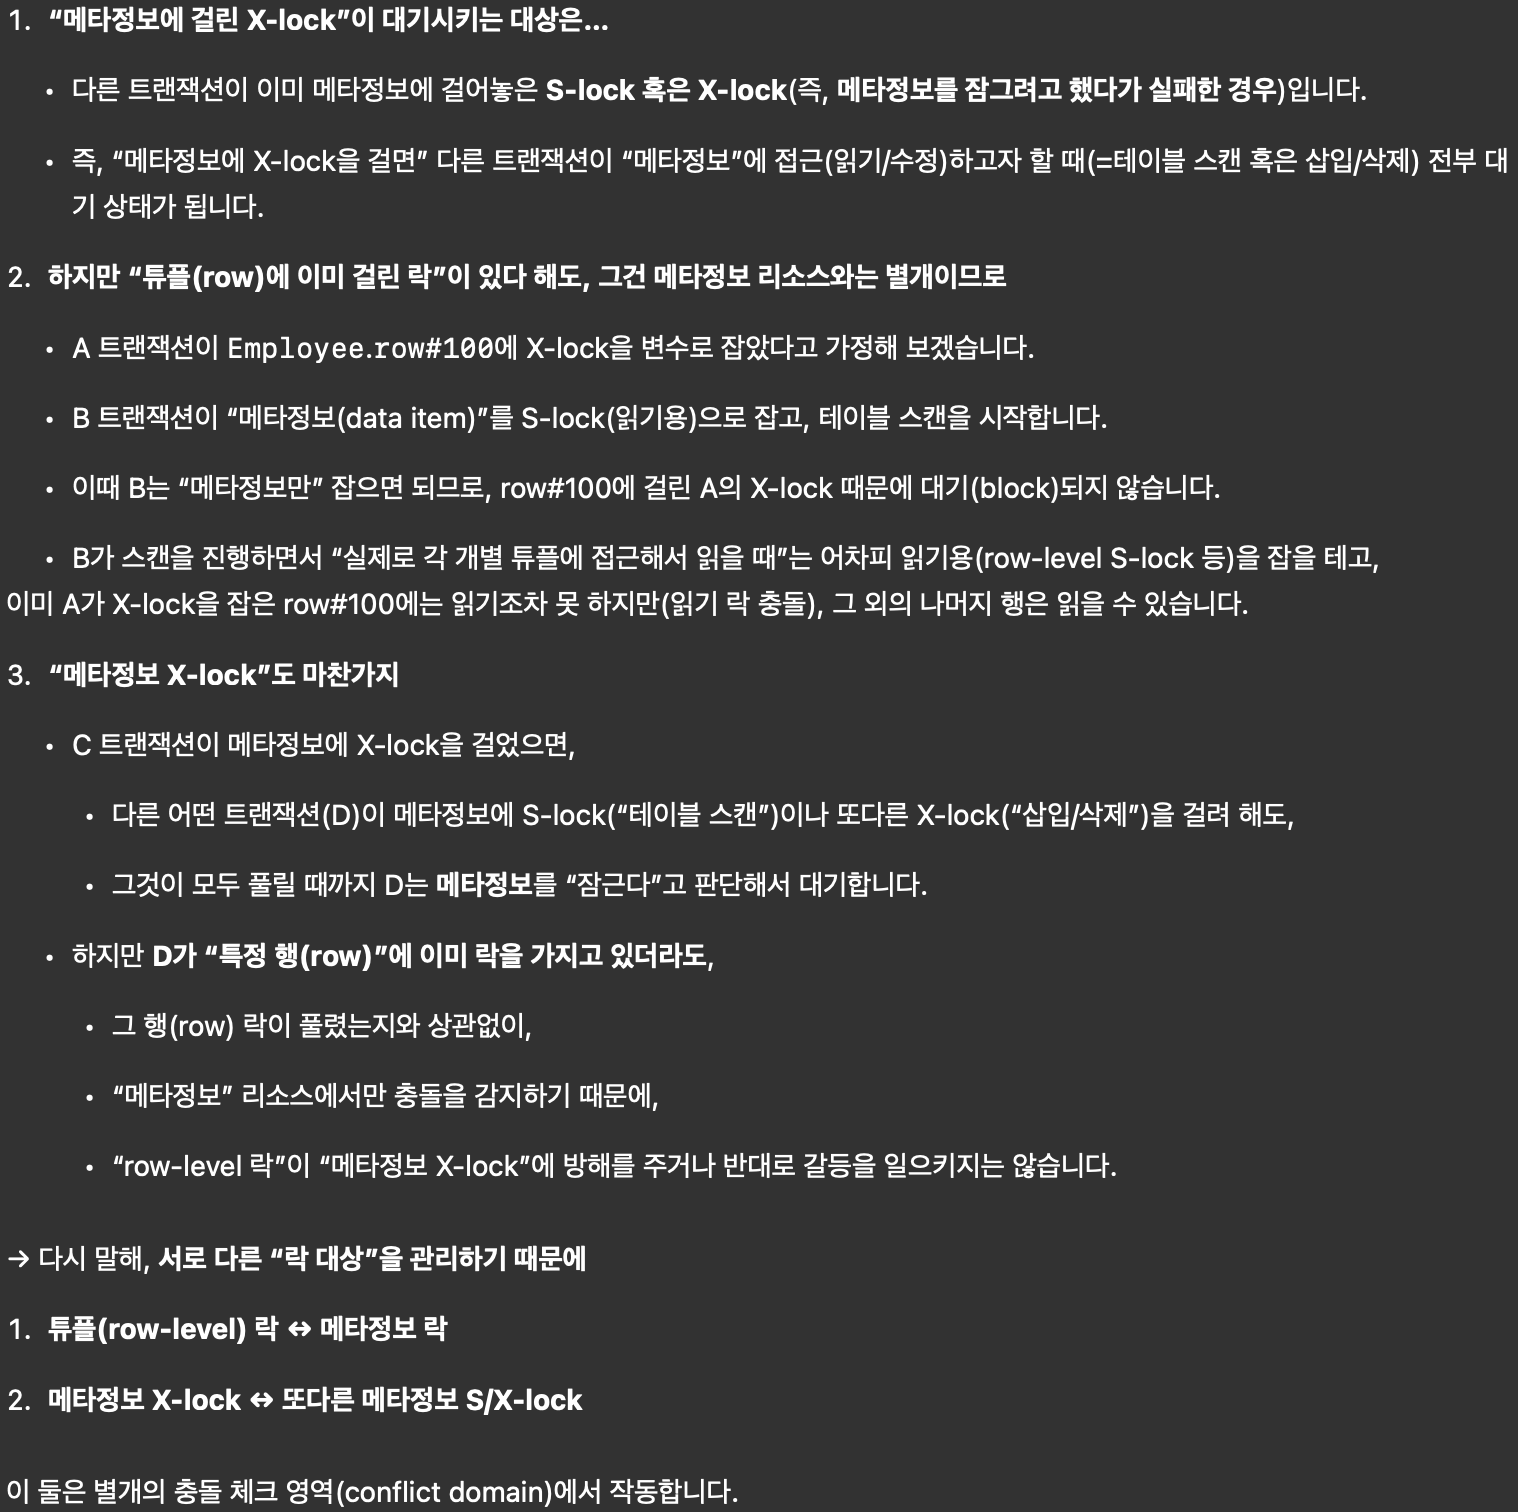 1. “메타정보에 걸린 X-lock”이 대기시키는 대상은...
• 다른 트랜잭션이 이미 메타정보에 걸어놓은 S-lock 혹은 X-lock(즉, 메타정보를 잠그려고 했다가 실패한 경우)입니다.
• 즉, “메타정보에 X-lock을 걸면” 다른 트랜잭션이 “메타정보”에 접근(읽기/수정)하고자 할 때(=테이블 스캔 혹은 삽입/삭제) 전부 대
기 상태가 됩니다.
2. 하지만 “튜플(row)에 이미 걸린 락”이 있다 해도, 그건 메타정보 리소스와는 별개이므로
• A 트랜잭션이 Employee.row#100에 X-lock을 변수로 잡았다고 가정해 보겠습니다.
• B 트랜잭션이 “메타정보(data item)”를 S-lock(읽기용)으로 잡고, 테이블 스캔을 시작합니다.
• 이때 B는 “메타정보만” 잡으면 되므로, row#100에 걸린 A의 X-lock 때문에 대기(block)되지 않습니다.
• B가 스캔을 진행하면서 “실제로 각 개별 튜플에 접근해서 읽을 때”는 어차피 읽기용(row-level S-lock 등)을 잡을 테고,
이미 A가 X-lock을 잡은 row#100에는 읽기조차 못 하지만(읽기 락 충돌), 그 외의 나머지 행은 읽을 수 있습니다.
3. “메타정보 X-lock”도 마찬가지
• C 트랜잭션이 메타정보에 X-lock을 걸었으면,
• 다른 어떤 트랜잭션(D)이 메타정보에 S-lock(“테이블 스캔”)이나 또다른 X-lock(“삽입/삭제”)을 걸려 해도,
• 그것이 모두 풀릴 때까지 D는 메타정보를 “잠근다”고 판단해서 대기합니다.
• 하지만 D가 “특정 행(row)”에 이미 락을 가지고 있더라도,
• 그 행(row) 락이 풀렸는지와 상관없이,
• “메타정보” 리소스에서만 충돌을 감지하기 때문에,
• “row-level 락”이 “메타정보 X-lock”에 방해를 주거나 반대로 갈등을 일으키지는 않습니다.
→ 다시 말해, 서로 다른 “락 대상”을 관리하기 때문에
1. 튜플(row-level) 락 ↔ 메타정보 락
2. 메타정보 X-lock ↔ 또다른 메타정보 S/X-lock
이 둘은 별개의 충돌 체크 영역(conflict domain)에서 작동합니다.